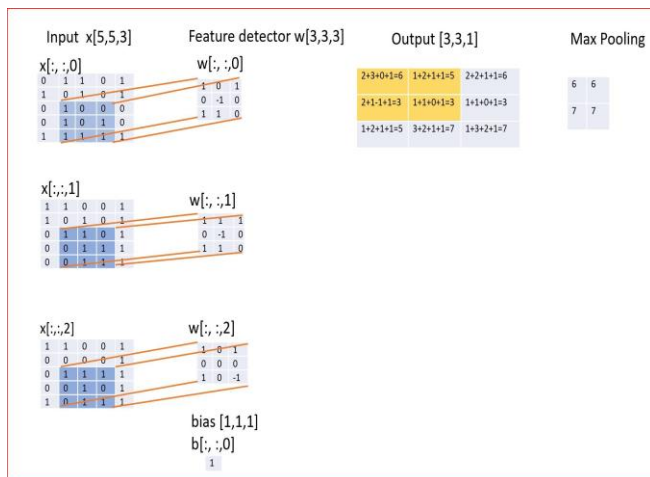 Input x[5,5,3]
x[:, :,0]
0 1 1 0 1
1 0 1 0 1
0 1 0 0 0
0 1 0 1 0
1 1 1 1 1
x[:,:,1]
1 1 0 0 1
1 0 1 0 1
0 1 1 0 1
0 0 1 1 1
0 0 1 1 1
x[:,:,2]
1 1 0 0 1
0 0 0 0 1
0 1 1 1 1
0 0 1 0 1
1 0 1 1 1
Feature detector w[3,3,3]
w[:, :,0]
1 0 1
0 -1 0
1 1 0
w[:, :,1]
1 1 1
0 -1 0
1 1 0
w[:, :,2]
1 0 1
0 0 0
1 0 -1
bias [1,1,1]
b[:, :,0]
1
Output [3,3,1]
2+3+0+1=6 1+2+1+1=5 2+2+1+1=6
2+1-1+1=3 1+1+0+1=3 1+1+0+1=3
1+2+1+1=5 3+2+1+1=7 1+3+2+1=7
Max Pooling
6 6
7 7